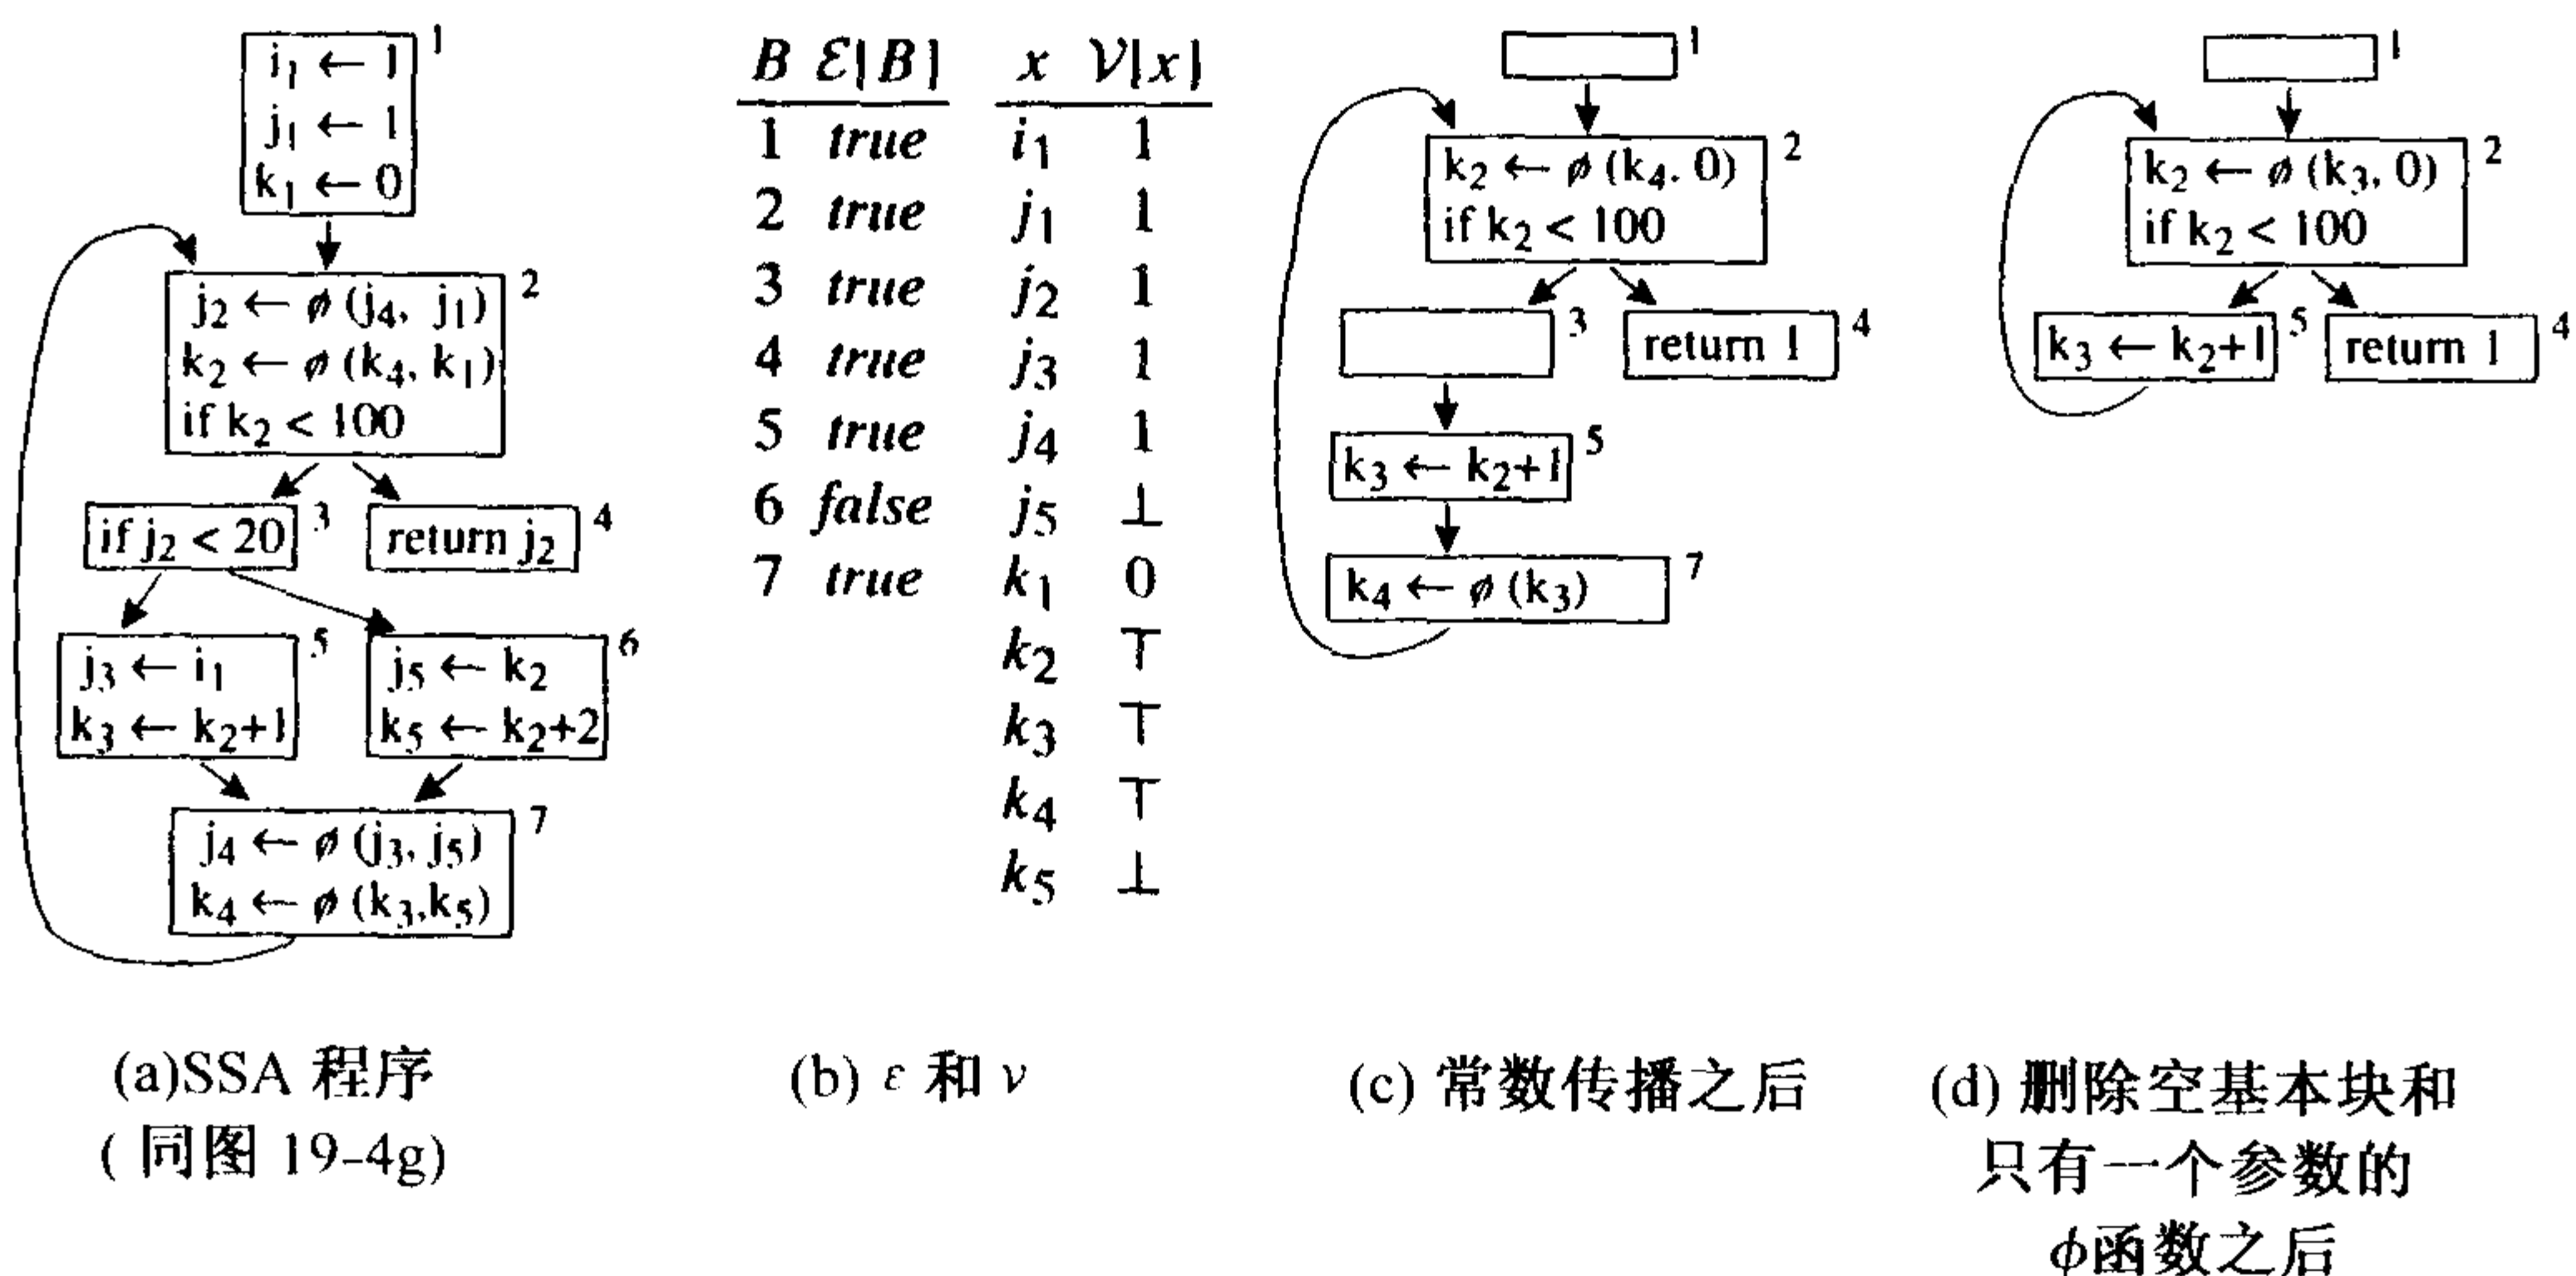 1
i₁ ← 1
j₁ ← 1
k₁ ← 0
2
j₂ ← ϕ (j₄, j₁)
k₂ ← ϕ (k₄, k₁)
if k₂ < 100
3
if j₂ < 20
4
return j₂
5
j₃ ← i₁
k₃ ← k₂+1
6
j₅ ← k₂
k₅ ← k₂+2
7
j₄ ← ϕ (j₃, j₅)
k₄ ← ϕ (k₃,k₅)
(a)SSA 程序
( 同图 19-4g)
B ℰ[B]
1 true
2 true
3 true
4 true
5 true
6 false
7 true
x 𝒱[x]
i₁ 1
j₁ 1
j₂ 1
j₃ 1
j₄ 1
j₅ ⊥
k₁ 0
k₂ ⊤
k₃ ⊤
k₄ ⊤
k₅ ⊥
(b) ε 和 ν
1
2
k₂ ← ϕ (k₄. 0)
if k₂ < 100
3
4
return 1
5
k₃ ← k₂+1
7
k₄ ← ϕ (k₃)
(c) 常数传播之后
1
2
k₂ ← ϕ (k₃, 0)
if k₂ < 100
5
k₃ ← k₂+1
4
return 1
(d) 删除空基本块和
只有一个参数的
ϕ函数之后